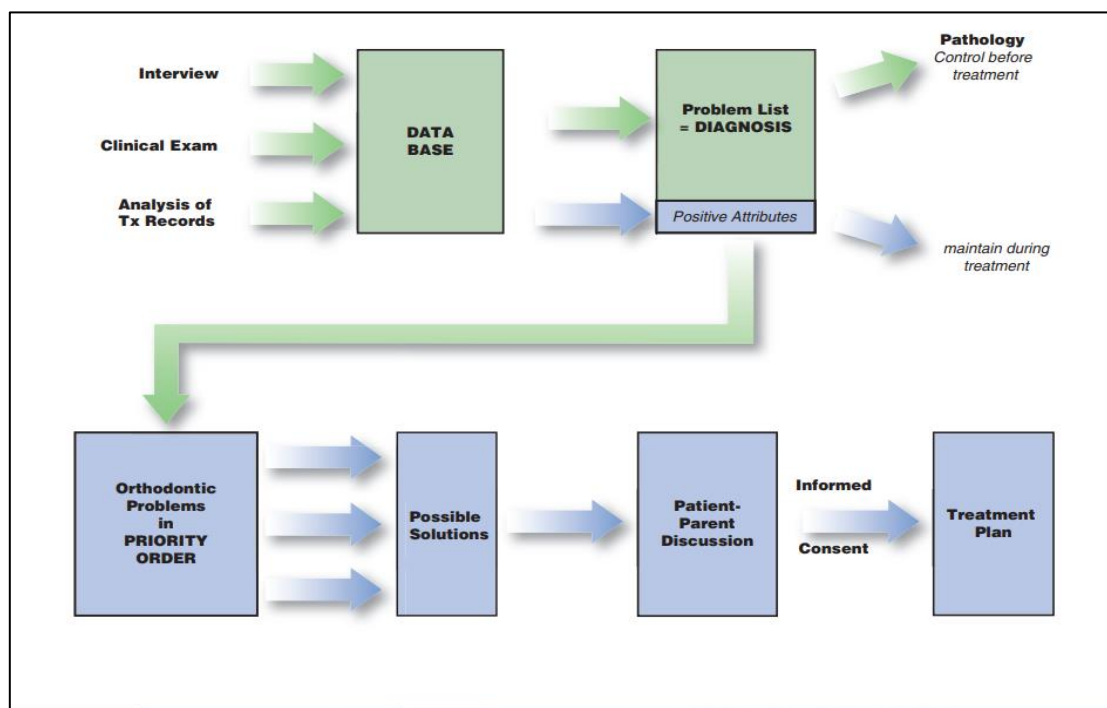 Interview
Clinical Exam
Analysis of
Tx Records
DATA
BASE
Problem List
= DIAGNOSIS
Positive Attributes
Pathology
Control before
treatment
maintain during
treatment
Orthodontic
Problems
in
PRIORITY
ORDER
Possible
Solutions
Patient-
Parent
Discussion
Informed
Consent
Treatment
Plan